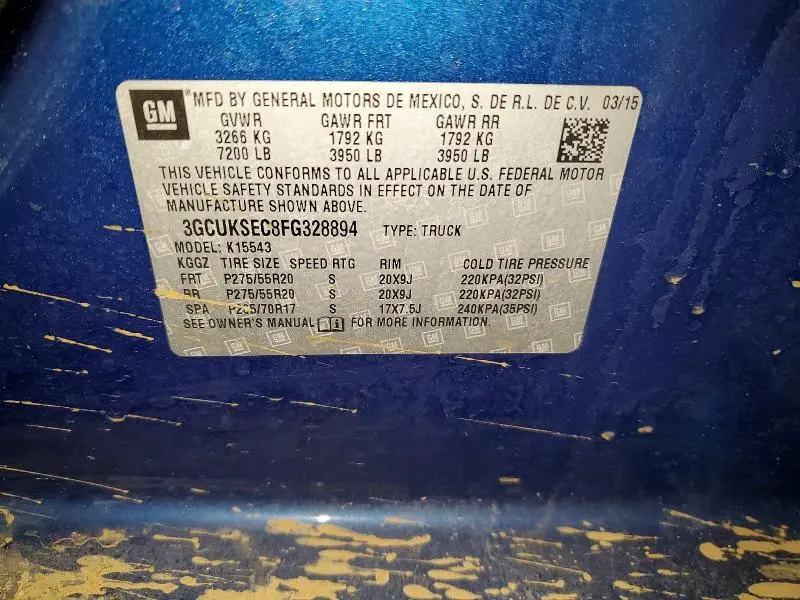 GM ® MFD BY GENERAL MOTORS DE MEXICO, S. DE R.L. DE C.V. 03/15
GVWR GAWR FRT GAWR RR
3266 KG 1792 KG 1792 KG
7200 LB 3950 LB 3950 LB
THIS VEHICLE CONFORMS TO ALL APPLICABLE U.S. FEDERAL MOTOR
VEHICLE SAFETY STANDARDS IN EFFECT ON THE DATE OF
MANUFACTURE SHOWN ABOVE.
3GCUKSEC8FG328894 TYPE: TRUCK
MODEL: K15543
KGGZ TIRE SIZE SPEED RTG RIM COLD TIRE PRESSURE
FRT P275/55R20 S 20X9J 220KPA(32PSI)
RR P275/55R20 S 20X9J 220KPA(32PSI)
SPA P265/70R17 S 17X7.5J 240KPA(35PSI)
SEE OWNER'S MANUAL FOR MORE INFORMATION.